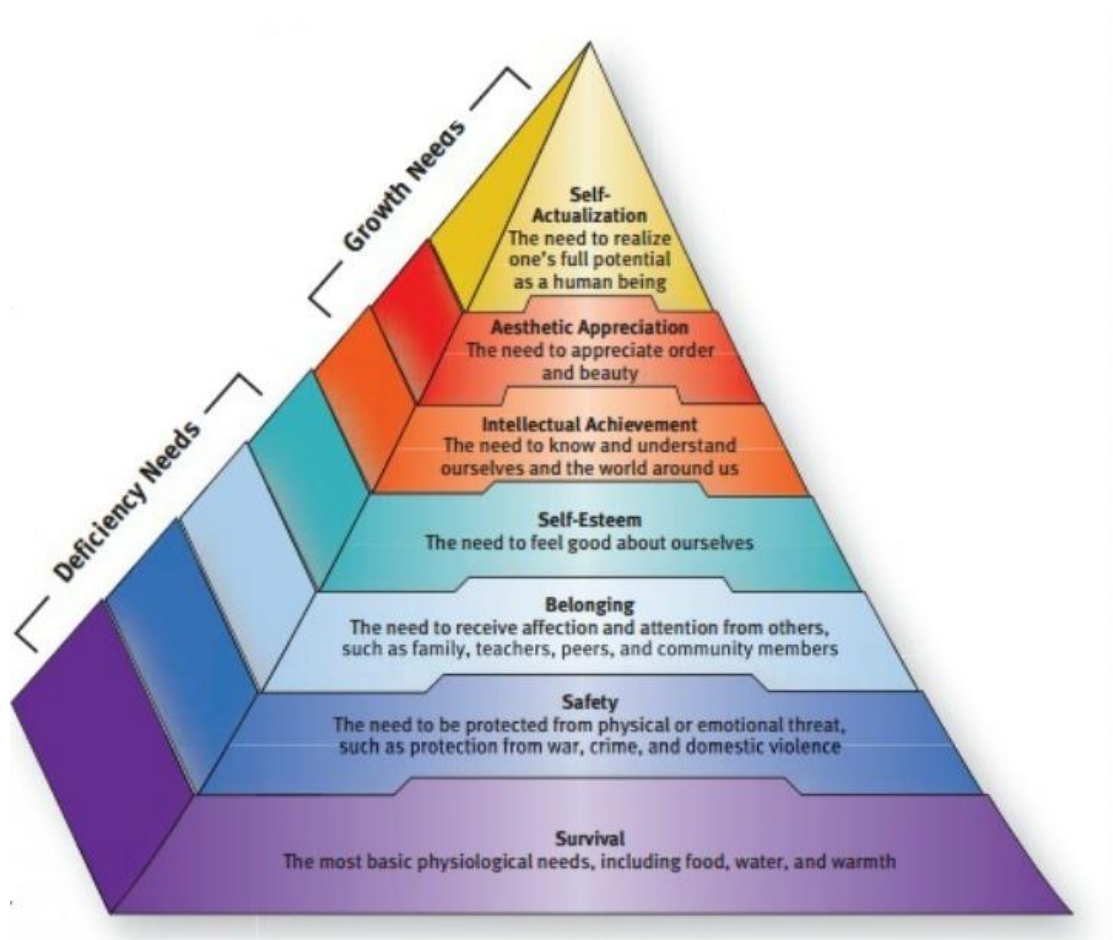 Growth Needs
Deficiency Needs
Self-
Actualization
The need to realize
one's full potential
as a human being
Aesthetic Appreciation
The need to appreciate order
and beauty
Intellectual Achievement
The need to know and understand
ourselves and the world around us
Self-Esteem
The need to feel good about ourselves
Belonging
The need to receive affection and attention from others,
such as family, teachers, peers, and community members
Safety
The need to be protected from physical or emotional threat,
such as protection from war, crime, and domestic violence
Survival
The most basic physiological needs, including food, water, and warmth